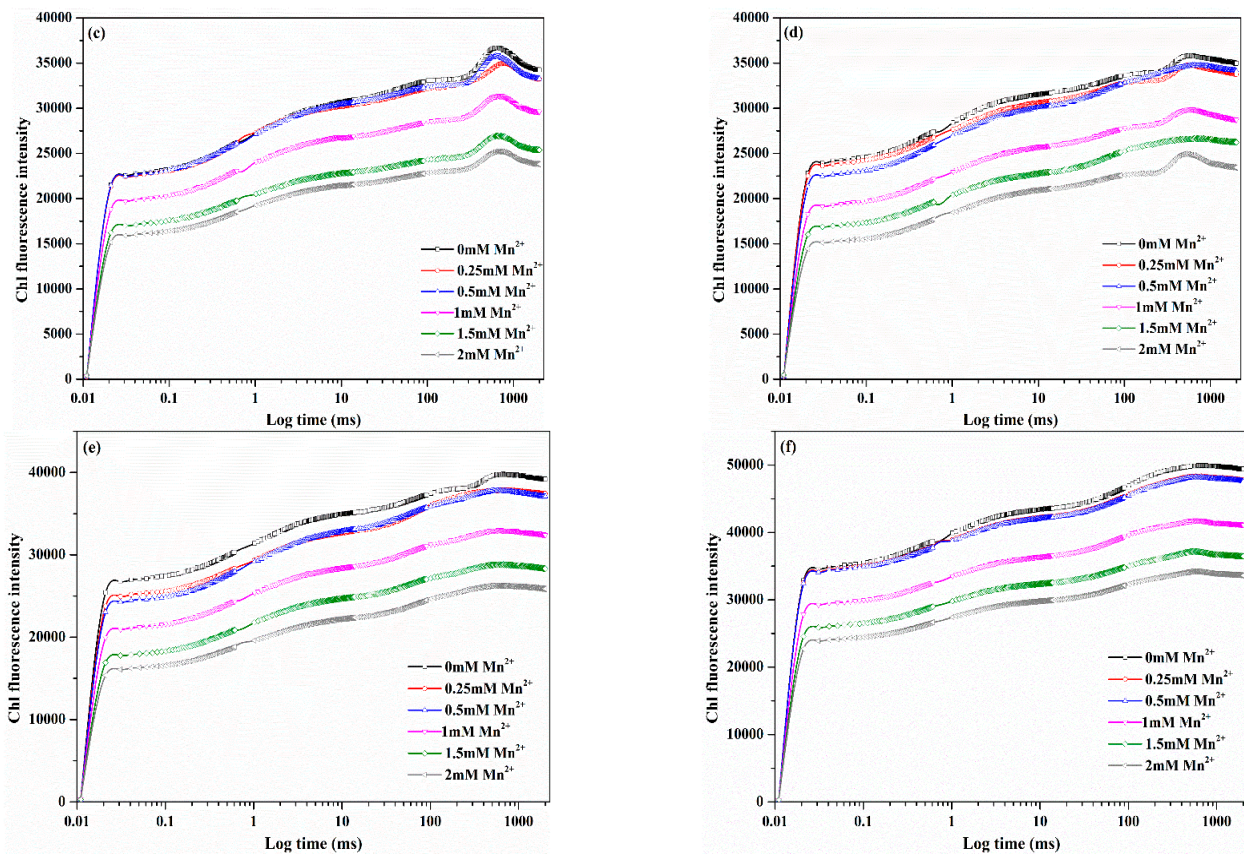 (c)
40000
35000
30000
25000
20000
15000
10000
5000
0
Chl fluorescence intensity
0mM Mn²⁺
0.25mM Mn²⁺
0.5mM Mn²⁺
1mM Mn²⁺
1.5mM Mn²⁺
2mM Mn²⁺
0.01 0.1 1 10 100 1000
Log time (ms)
(d)
40000
35000
30000
25000
20000
15000
10000
5000
0
Chl fluorescence intensity
0mM Mn²⁺
0.25mM Mn²⁺
0.5mM Mn²⁺
1mM Mn²⁺
1.5mM Mn²⁺
2mM Mn²⁺
0.01 0.1 1 10 100 1000
Log time (ms)
(e)
40000
30000
20000
10000
0
Chl fluorescence intensity
0mM Mn²⁺
0.25mM Mn²⁺
0.5mM Mn²⁺
1mM Mn²⁺
1.5mM Mn²⁺
2mM Mn²⁺
0.01 0.1 1 10 100 1000
Log time (ms)
(f)
50000
40000
30000
20000
10000
0
Chl fluorescence intensity
0mM Mn²⁺
0.25mM Mn²⁺
0.5mM Mn²⁺
1mM Mn²⁺
1.5mM Mn²⁺
2mM Mn²⁺
0.01 0.1 1 10 100 1000
Log time (ms)